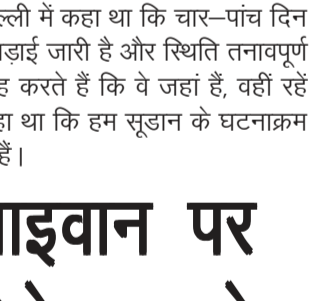 ल्ली में कहा था कि चार–पांच दिन
ड़ाई जारी है और स्थिति तनावपूर्ण
ह करते हैं कि वे जहां हैं, वहीं रहें
हा था कि हम सूडान के घटनाक्रम
हैं।
ाइवान पर